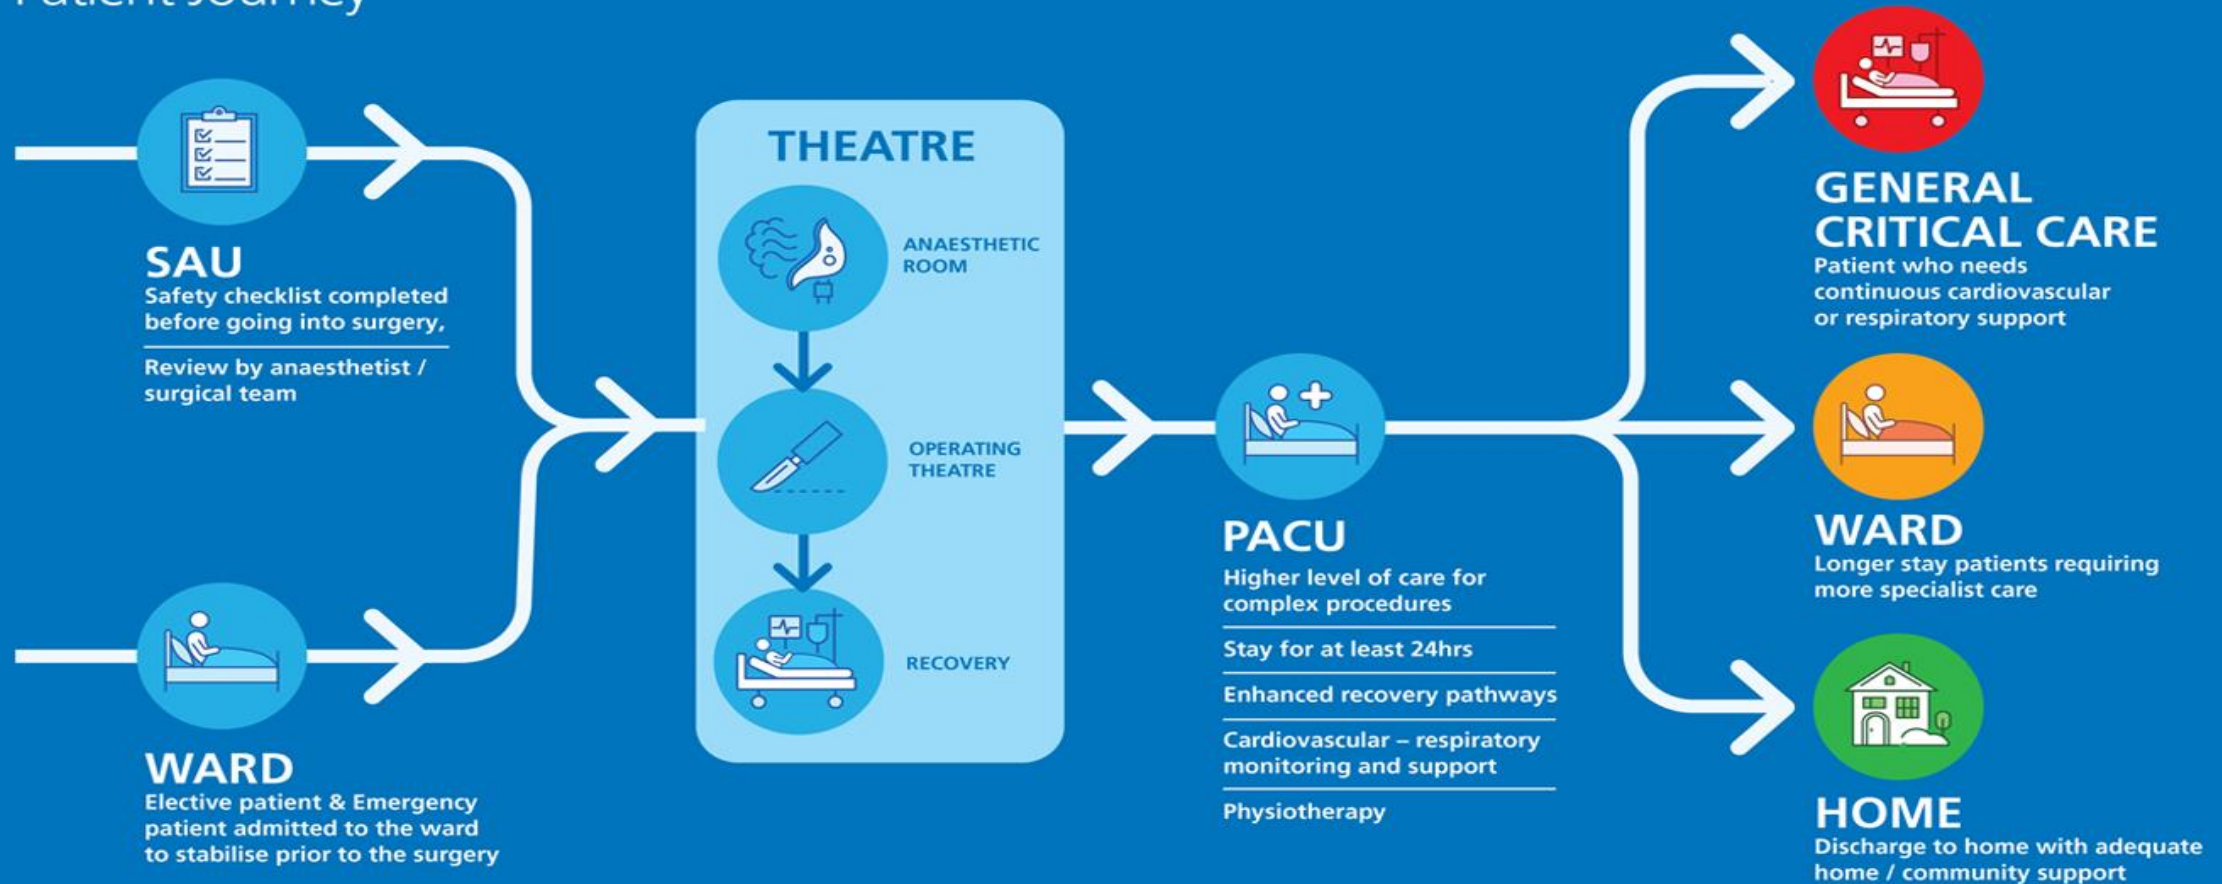 Patient Journey
SAU
Safety checklist completed
before going into surgery,
Review by anaesthetist /
surgical team
WARD
Elective patient & Emergency
patient admitted to the ward
to stabilise prior to the surgery
THEATRE
ANAESTHETIC
ROOM
OPERATING
THEATRE
RECOVERY
PACU
Higher level of care for
complex procedures
Stay for at least 24hrs
Enhanced recovery pathways
Cardiovascular – respiratory
monitoring and support
Physiotherapy
GENERAL
CRITICAL CARE
Patient who needs
continuous cardiovascular
or respiratory support
WARD
Longer stay patients requiring
more specialist care
HOME
Discharge to home with adequate
home / community support